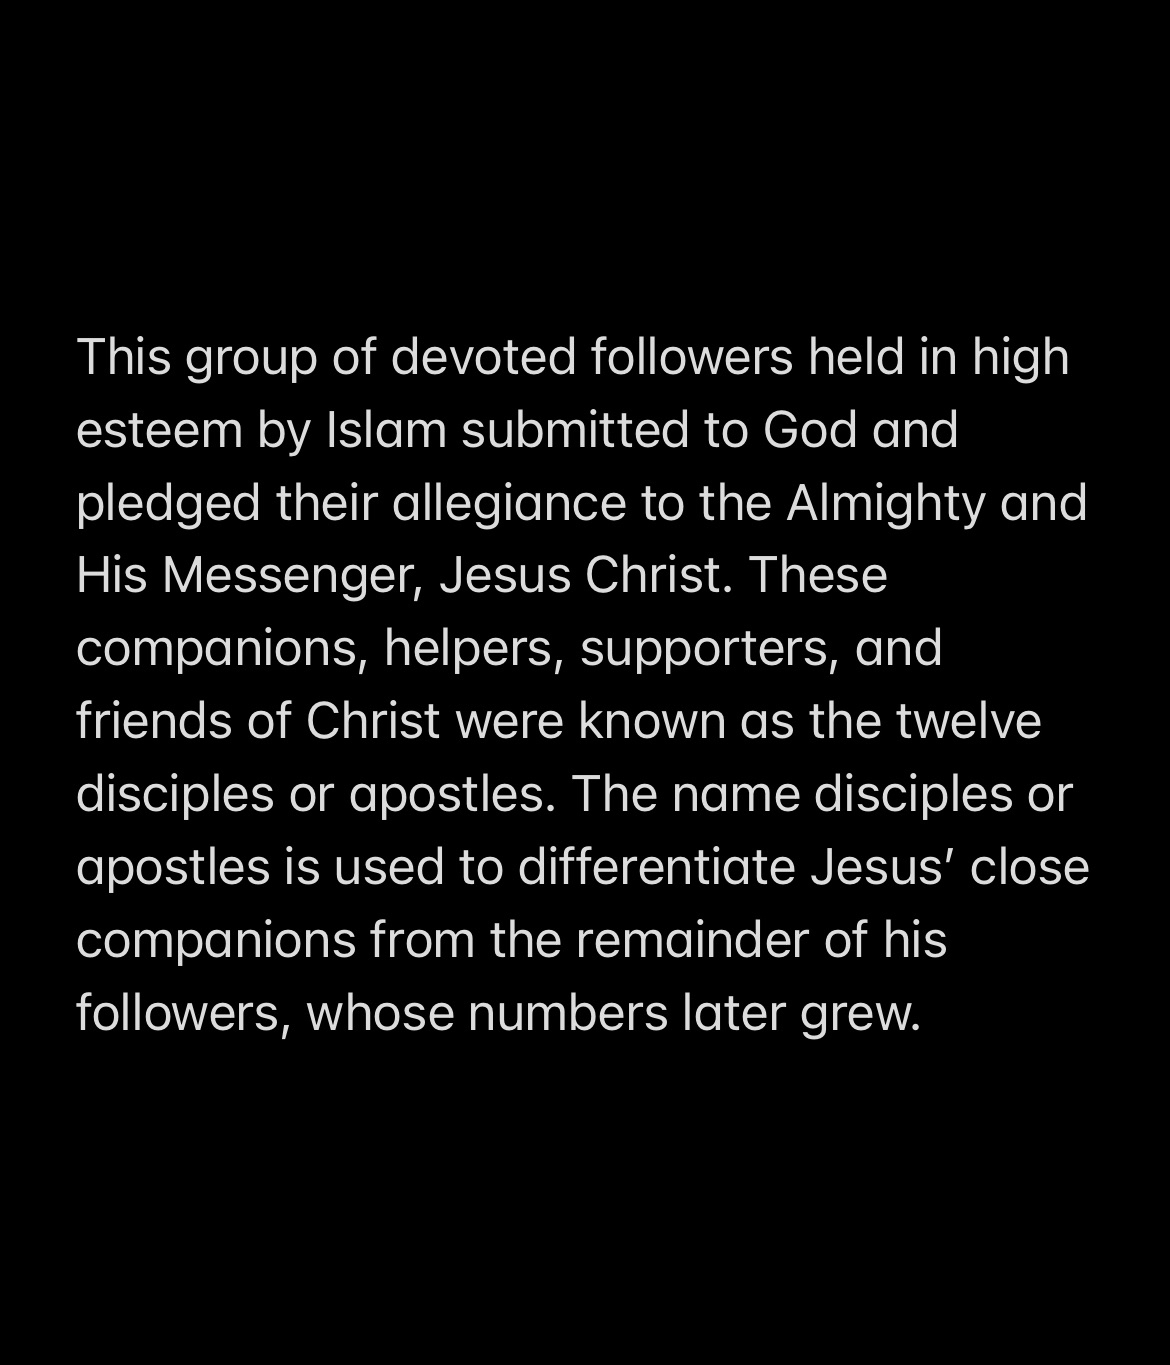 This group of devoted followers held in high
esteem by Islam submitted to God and
pledged their allegiance to the Almighty and
His Messenger, Jesus Christ. These
companions, helpers, supporters, and
friends of Christ were known as the twelve
disciples or apostles. The name disciples or
apostles is used to differentiate Jesus’ close
companions from the remainder of his
followers, whose numbers later grew.